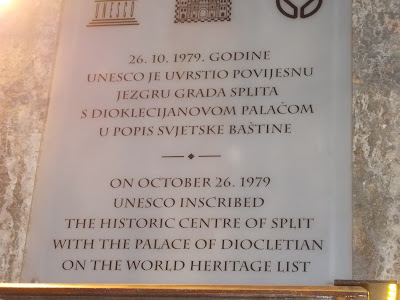 UNESCO
26. 10. 1979. GODINE
UNESCO JE UVRSTIO POVIJESNU
JEZGRU GRADA SPLITA
S DIOKLECIJANOVOM PALAČOM
U POPIS SVJETSKE BAŠTINE
ON OCTOBER 26. 1979
UNESCO INSCRIBED
THE HISTORIC CENTRE OF SPLIT
WITH THE PALACE OF DIOCLETIAN
ON THE WORLD HERITAGE LIST